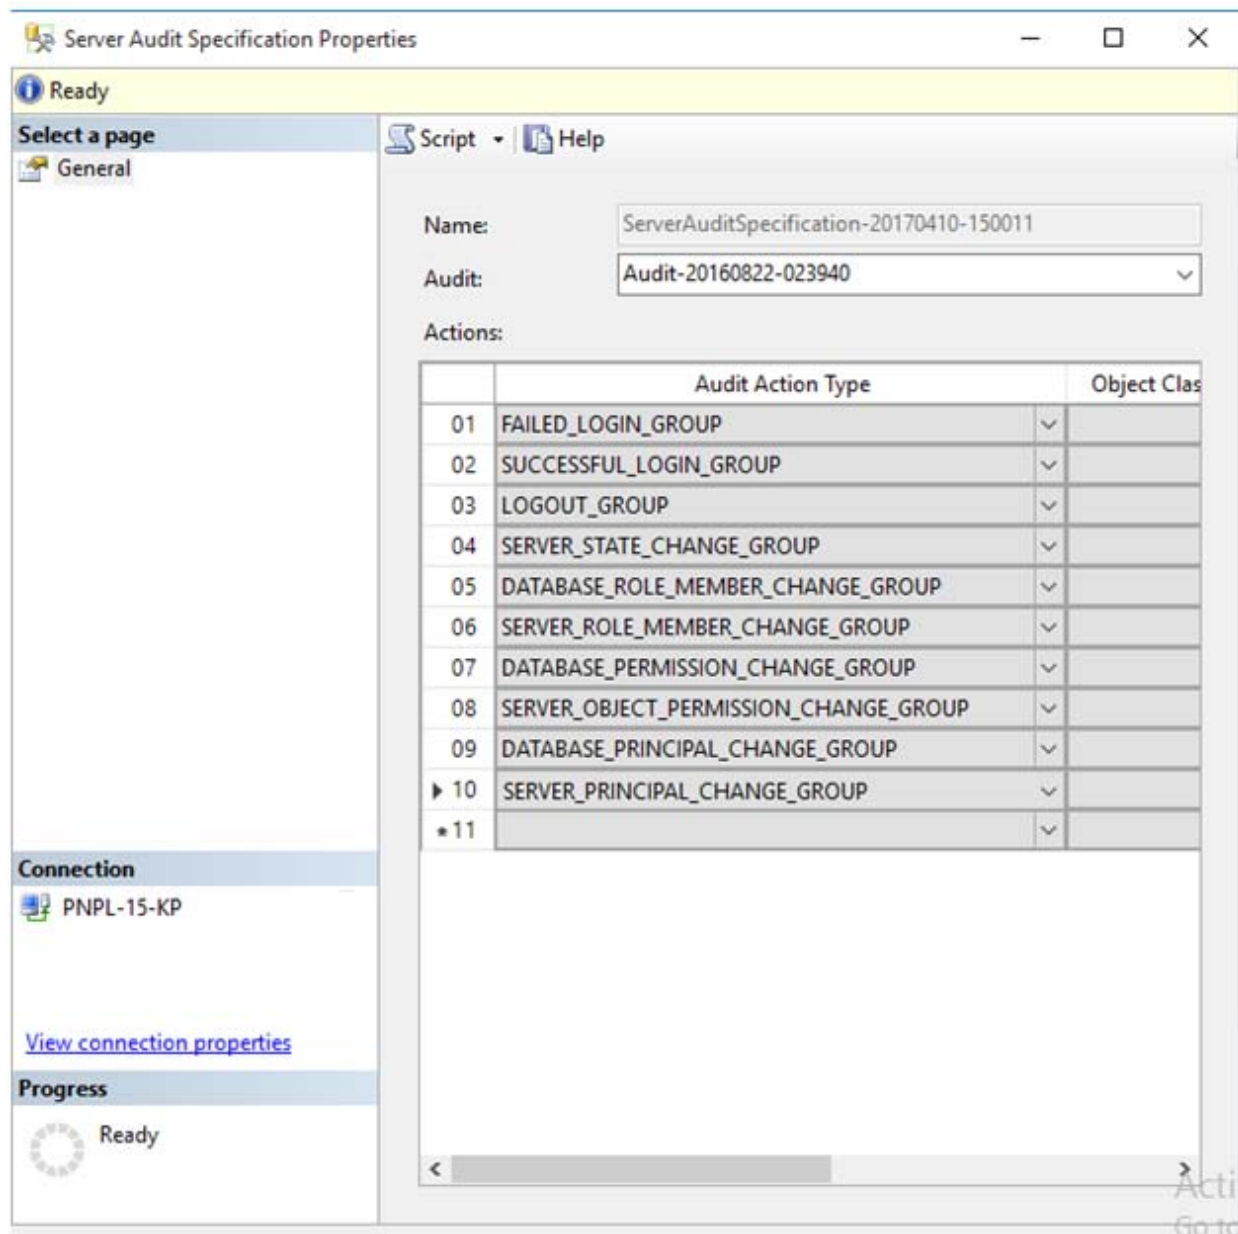 Server Audit Specification Properties
Ready
Select a page
General
Script
Help
Name:
ServerAuditSpecification-20170410-150011
Audit:
Audit-20160822-023940
Actions:
Audit Action Type
Object Clas
01 FAILED_LOGIN_GROUP
02 SUCCESSFUL_LOGIN_GROUP
03 LOGOUT_GROUP
04 SERVER_STATE_CHANGE_GROUP
05 DATABASE_ROLE_MEMBER_CHANGE_GROUP
06 SERVER_ROLE_MEMBER_CHANGE_GROUP
07 DATABASE_PERMISSION_CHANGE_GROUP
08 SERVER_OBJECT_PERMISSION_CHANGE_GROUP
09 DATABASE_PRINCIPAL_CHANGE_GROUP
10 SERVER_PRINCIPAL_CHANGE_GROUP
*11
Connection
PNPL-15-KP
View connection properties
Progress
Ready
Acti
Go to